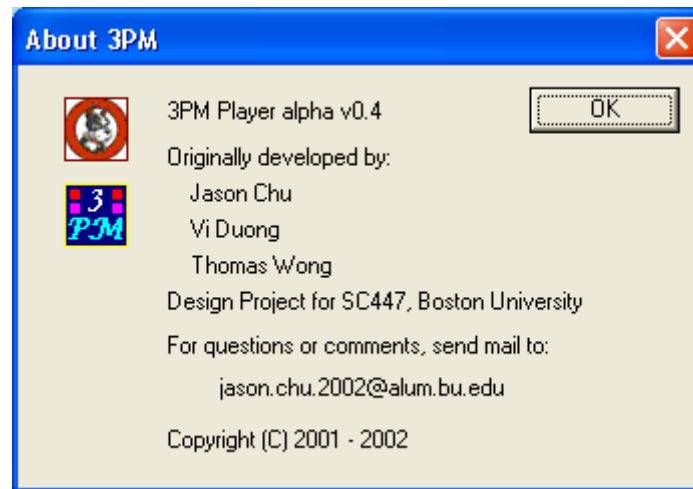 About 3PM
3PM Player alpha v0.4
OK
Originally developed by:
Jason Chu
3
PM
Vi Duong
Thomas Wong
Design Project for SC447, Boston University
For questions or comments, send mail to:
jason.chu.2002@alum.bu.edu
Copyright (C) 2001 - 2002